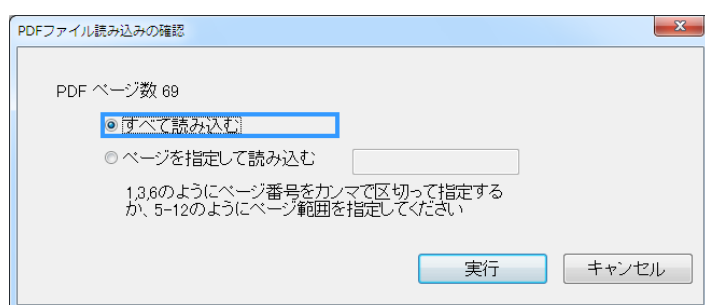 PDFファイル読み込みの確認
PDF ページ数 69
すべて読み込む
ページを指定して読み込む
1,3,6のようにページ番号をカンマで区切って指定する
か、5-12のようにページ範囲を指定してください
実行
キャンセル